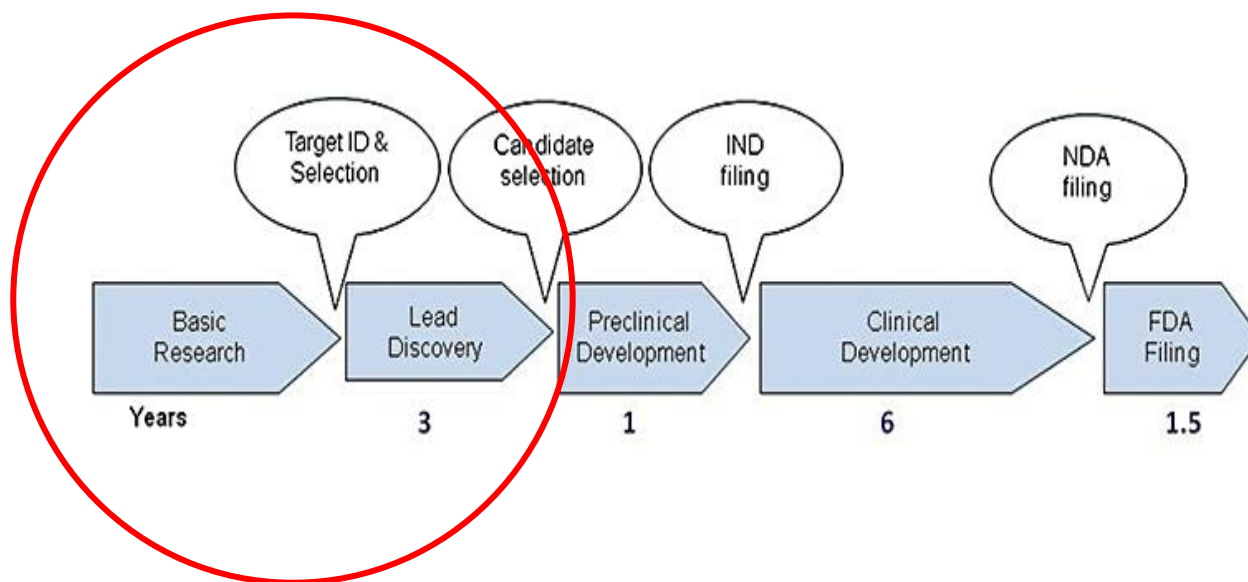 Target ID &
Selection
Candidate
selection
IND
filing
NDA
filing
Basic
Research
Lead
Discovery
Preclinical
Development
Clinical
Development
FDA
Filing
Years
3
1
6
1.5